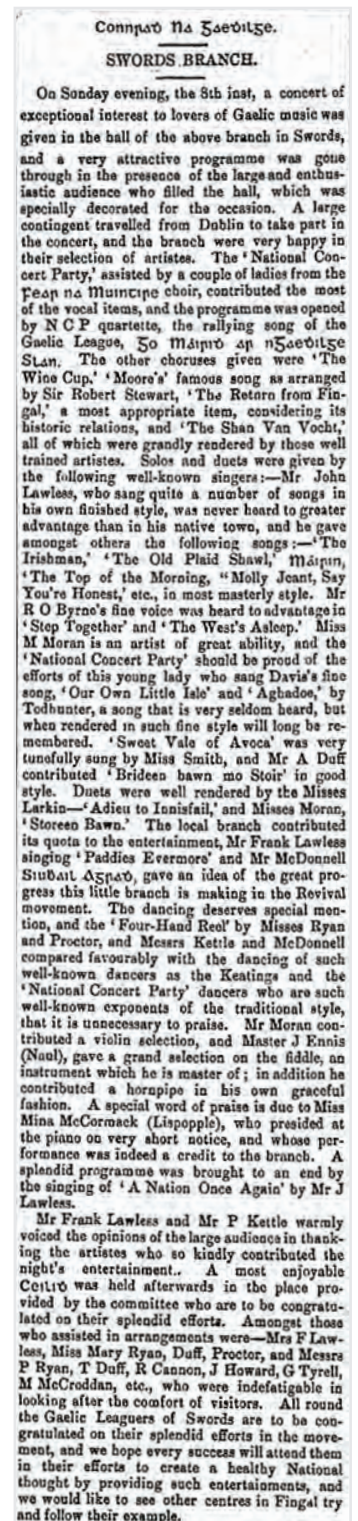 Connꞃaḋ Na Ᵹaeḋilᵹe.
SWORDS BRANCH.
On Sunday evening, the 8th inst, a concert of
exceptional interest to lovers of Gaelic music was
given in the hall of the above branch in Swords,
and a very attractive programme was gone
through in the presence of the large and enthus-
iastic audience who filled the hall, which was
specially decorated for the occasion. A large
contingent travelled from Dublin to take part in
the concert, and the branch were very happy in
their selection of artistes. The 'National Con-
cert Party,' assisted by a couple of ladies from the
Feaꞃ na Muinciꞃe choir, contributed the most
of the vocal items, and the programme was opened
by N C P quartette, the rallying song of the
Gaelic League, Ᵹo Máiꞃiḋ aꞃ nᵹaeḋilᵹe
Slan. The other choruses given were 'The
Wine Cup,' 'Moore's' famous song as arranged
by Sir Robert Stewart, 'The Return from Fin-
gal,' a most appropriate item, considering its
historic relations, and 'The Shan Van Vocht,'
all of which were grandly rendered by those well
trained artistes. Solos and duets were given by
the following well-known singers:—Mr John
Lawless, who sang quite a number of songs in
his own finished style, was never heard to greater
advantage than in his native town, and he gave
amongst others the following songs:—'The
Irishman,' 'The Old Plaid Shawl,' Máiꞃin,
'The Top of the Morning, "Molly Jeant, Say
You're Honest,' etc., in most masterly style. Mr
R O Byrne's fine voice was heard to advantage in
'Step Together' and 'The West's Asleep.' Miss
M Moran is an artist of great ability, and the
'National Concert Party' should be proud of the
efforts of this young lady who sang Davis's fine
song, 'Our Own Little Isle' and 'Aghadoe,' by
Todhunter, a song that is very seldom heard, but
when rendered in such fine style will long be re-
membered. 'Sweet Vale of Avoca' was very
tunefully sung by Miss Smith, and Mr A Duff
contributed 'Brideen bawn mo Stoir' in good
style. Duets were well rendered by the Misses
Larkin—'Adieu to Innisfail,' and Misses Moran,
'Storeen Bawn.' The local branch contributed
its quota to the entertainment, Mr Frank Lawless
singing 'Paddies Evermore' and Mr McDonnell
Siuḃail Aᵹꞃaḋ, gave an idea of the great pro-
gress this little branch is making in the Revival
movement. The dancing deserves special men-
tion, and the 'Four-Hand Reel' by Misses Ryan
and Proctor, and Messrs Kettle and McDonnell
compared favourably with the dancing of such
well-known dancers as the Keatings and the
'National Concert Party' dancers who are such
well-known exponents of the traditional style,
that it is unnecessary to praise. Mr Moran con-
tributed a violin selection, and Master J Ennis
(Naul), gave a grand selection on the fiddle, an
instrument which he is master of; in addition he
contributed a hornpipe in his own graceful
fashion. A special word of praise is due to Miss
Mina McCormack (Lispopple), who presided at
the piano on very short notice, and whose per-
formance was indeed a credit to the branch. A
splendid programme was brought to an end by
the singing of 'A Nation Once Again' by Mr J
Lawless.
Mr Frank Lawless and Mr P Kettle warmly
voiced the opinions of the large audience in thank-
ing the artistes who so kindly contributed the
night's entertainment.. A most enjoyable
Ceiliḋ was held afterwards in the place pro-
vided by the committee who are to be congratu-
lated on their splendid efforts. Amongst those
who assisted in arrangements were—Mrs F Law-
less, Miss Mary Ryan, Duff, Proctor, and Messrs
P Ryan, T Duff, R Cannon, J Howard, G Tyrell,
M McCroddan, etc., who were indefatigable in
looking after the comfort of visitors. All round
the Gaelic Leaguers of Swords are to be con-
gratulated on their splendid efforts in the move-
ment, and we hope every success will attend them
in their efforts to create a healthy National
thought by providing such entertainments, and
we would like to see other centres in Fingal try
and follow their example.